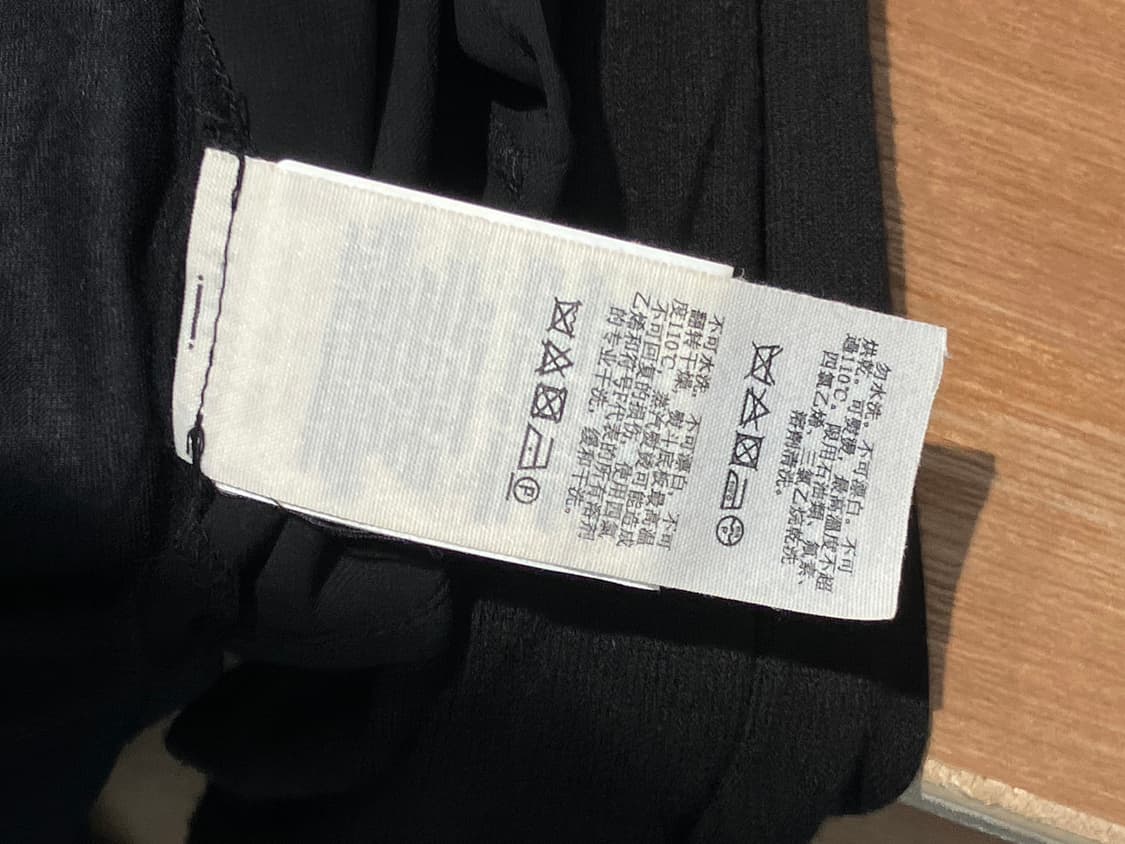 勿水洗。不可漂白。不可
烘乾。可熨燙，最高溫度不超
過110℃。限用石油類、氟素、
四氯乙烯、三氯乙烷乾洗
溶劑清洗。
不可水洗。不可漂白。不可
翻转干燥。熨斗底板最高温
度110℃。蒸汽熨烫可能造成
不可回复的损伤。使用四氯
乙烯和符号F代表的所有溶剂
的专业干洗。缓和干洗。
P